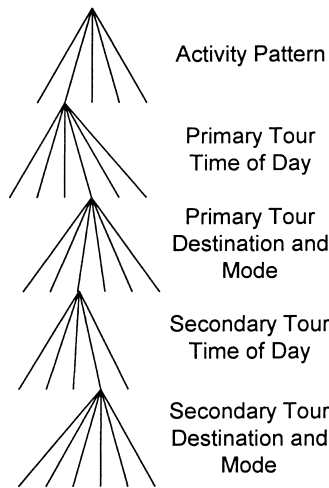 Activity Pattern
Primary Tour
Time of Day
Primary Tour
Destination and
Mode
Secondary Tour
Time of Day
Secondary Tour
Destination and
Mode